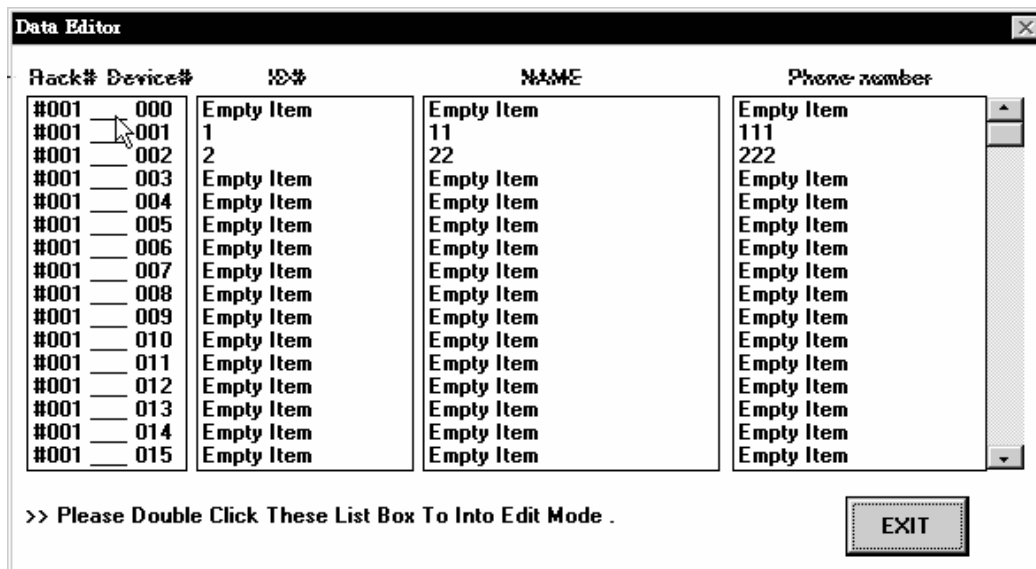 Data Editor
Rack# Device# ID# NAME Phone number
#001 ___ 000 Empty Item Empty Item Empty Item
#001 ___ 001 1 11 111
#001 ___ 002 2 22 222
#001 ___ 003 Empty Item Empty Item Empty Item
#001 ___ 004 Empty Item Empty Item Empty Item
#001 ___ 005 Empty Item Empty Item Empty Item
#001 ___ 006 Empty Item Empty Item Empty Item
#001 ___ 007 Empty Item Empty Item Empty Item
#001 ___ 008 Empty Item Empty Item Empty Item
#001 ___ 009 Empty Item Empty Item Empty Item
#001 ___ 010 Empty Item Empty Item Empty Item
#001 ___ 011 Empty Item Empty Item Empty Item
#001 ___ 012 Empty Item Empty Item Empty Item
#001 ___ 013 Empty Item Empty Item Empty Item
#001 ___ 014 Empty Item Empty Item Empty Item
#001 ___ 015 Empty Item Empty Item Empty Item
>> Please Double Click These List Box To Into Edit Mode .
EXIT